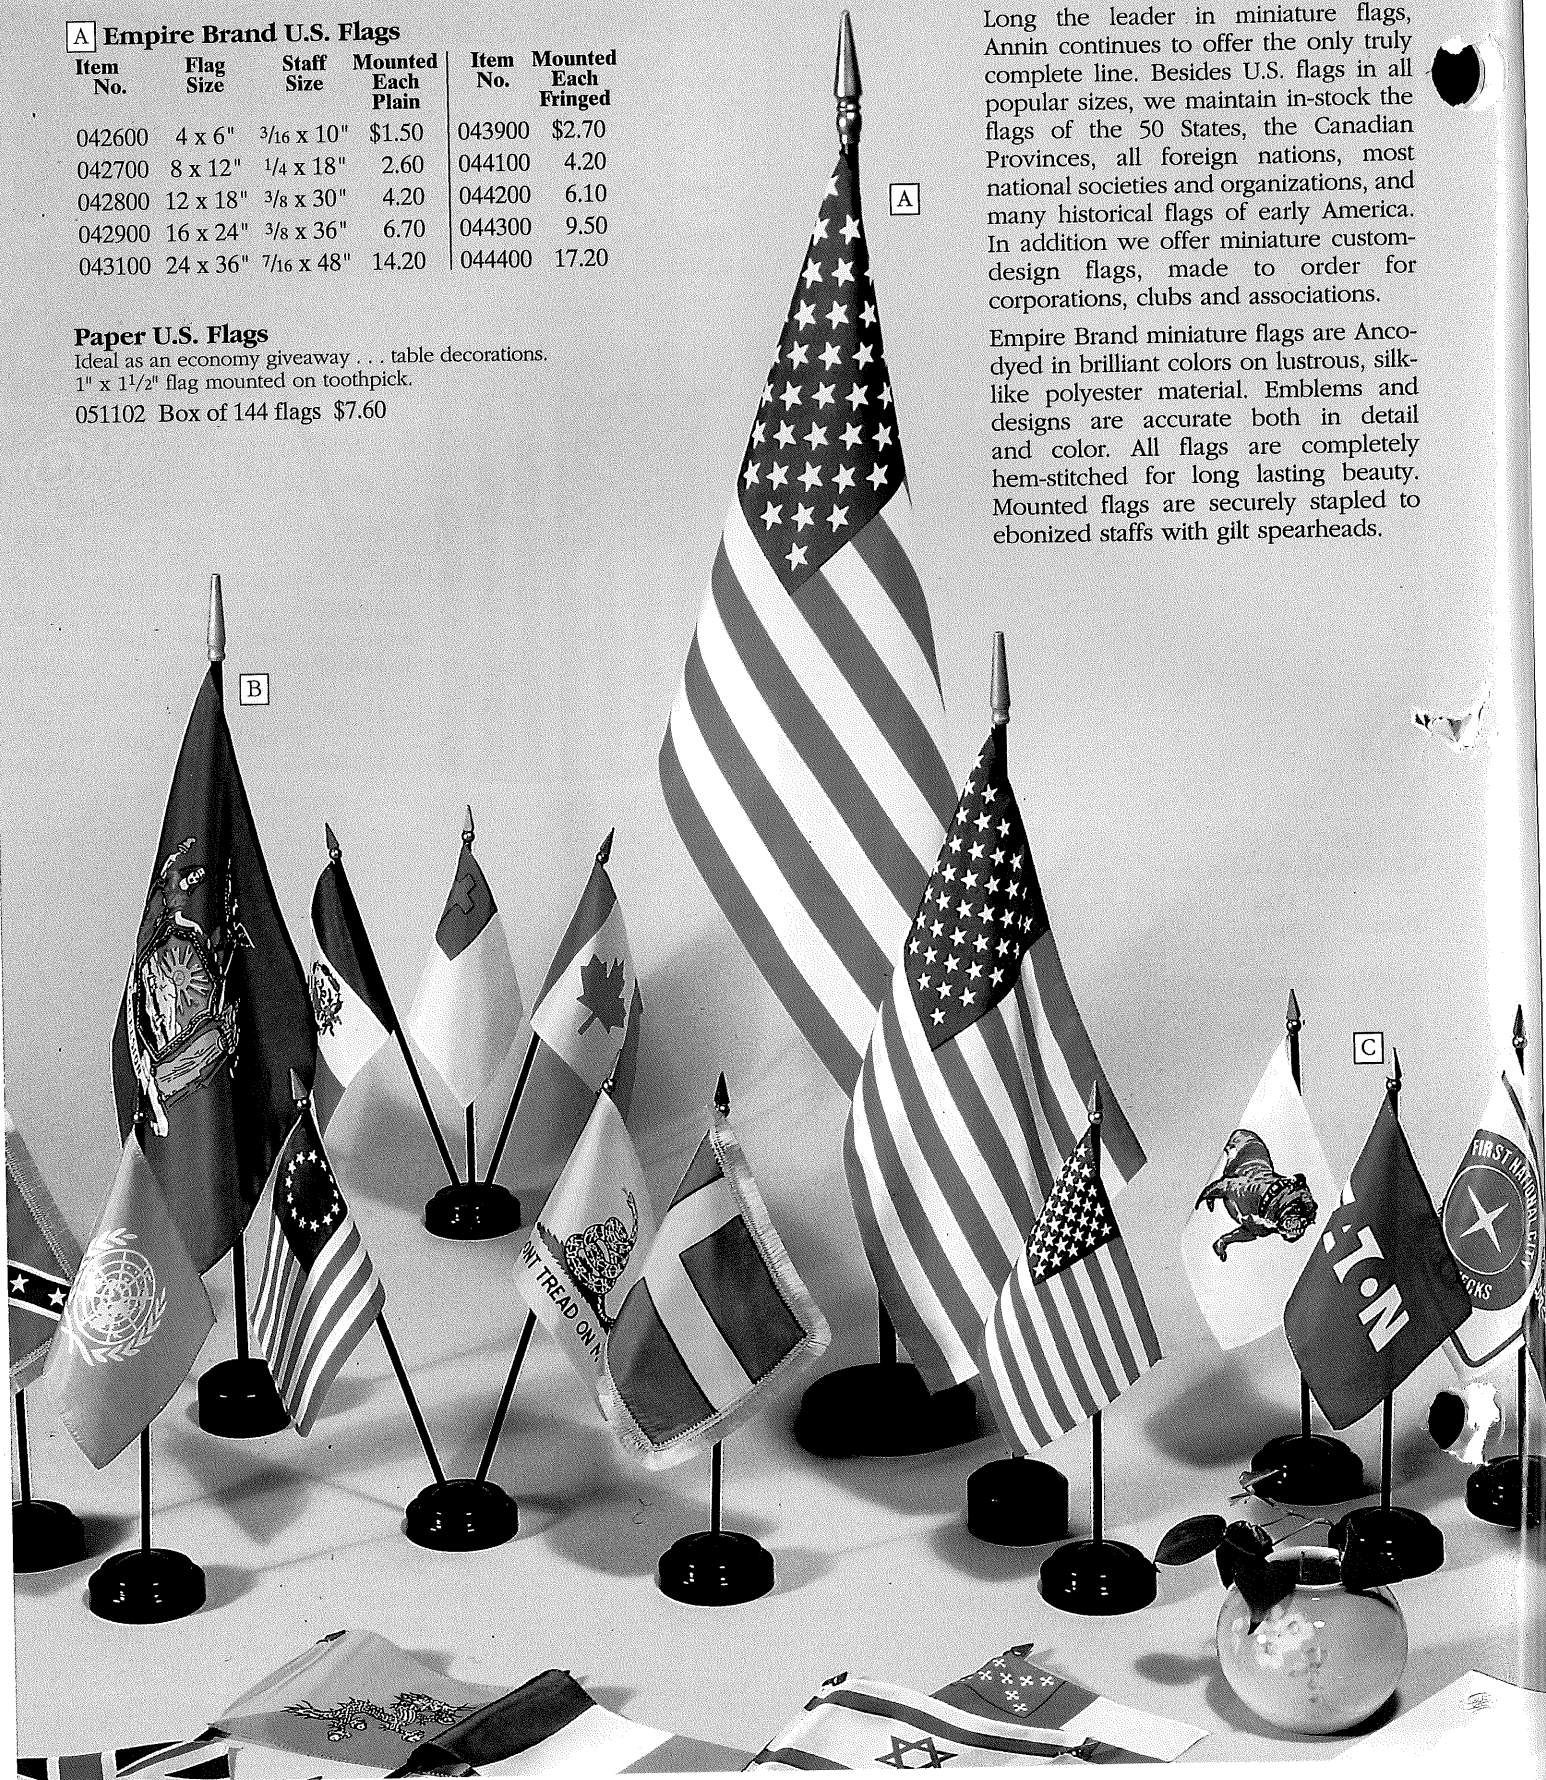 A Empire Brand U.S. Flags
Item No. Flag Size Staff Size Mounted Each Plain Item No. Mounted Each Fringed
042600 4 x 6" 3/16 x 10" $1.50 043900 $2.70
042700 8 x 12" 1/4 x 18" 2.60 044100 4.20
042800 12 x 18" 3/8 x 30" 4.20 044200 6.10
042900 16 x 24" 3/8 x 36" 6.70 044300 9.50
043100 24 x 36" 7/16 x 48" 14.20 044400 17.20
Paper U.S. Flags
Ideal as an economy giveaway . . . table decorations.
1" x 1 1/2" flag mounted on toothpick.
051102 Box of 144 flags $7.60
Long the leader in miniature flags,
Annin continues to offer the only truly
complete line. Besides U.S. flags in all
popular sizes, we maintain in-stock the
flags of the 50 States, the Canadian
Provinces, all foreign nations, most
national societies and organizations, and
many historical flags of early America.
In addition we offer miniature custom-
design flags, made to order for
corporations, clubs and associations.
Empire Brand miniature flags are Anco-
dyed in brilliant colors on lustrous, silk-
like polyester material. Emblems and
designs are accurate both in detail
and color. All flags are completely
hem-stitched for long lasting beauty.
Mounted flags are securely stapled to
ebonized staffs with gilt spearheads.
A
B
C
ONT TREAD ON M
TON
FIRST NATIONAL CITY
ECKS